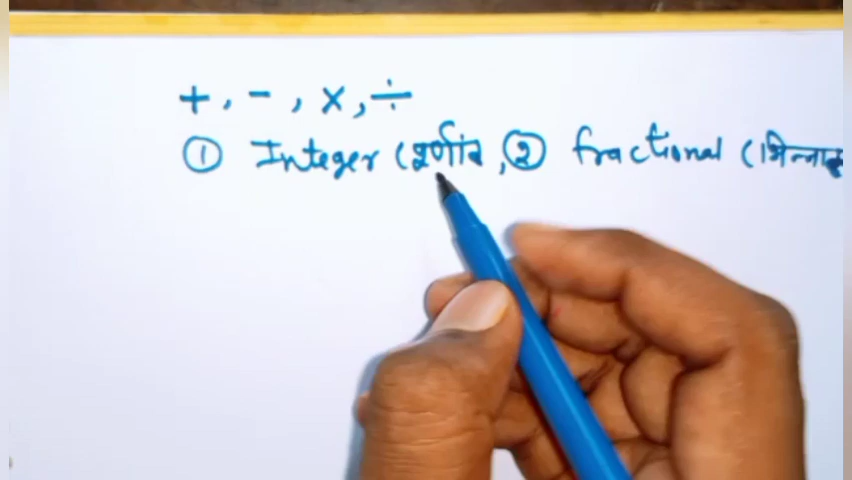 +, -, ×, ÷
① Integer (पूर्णांक, ② fractional (भिन्नांक